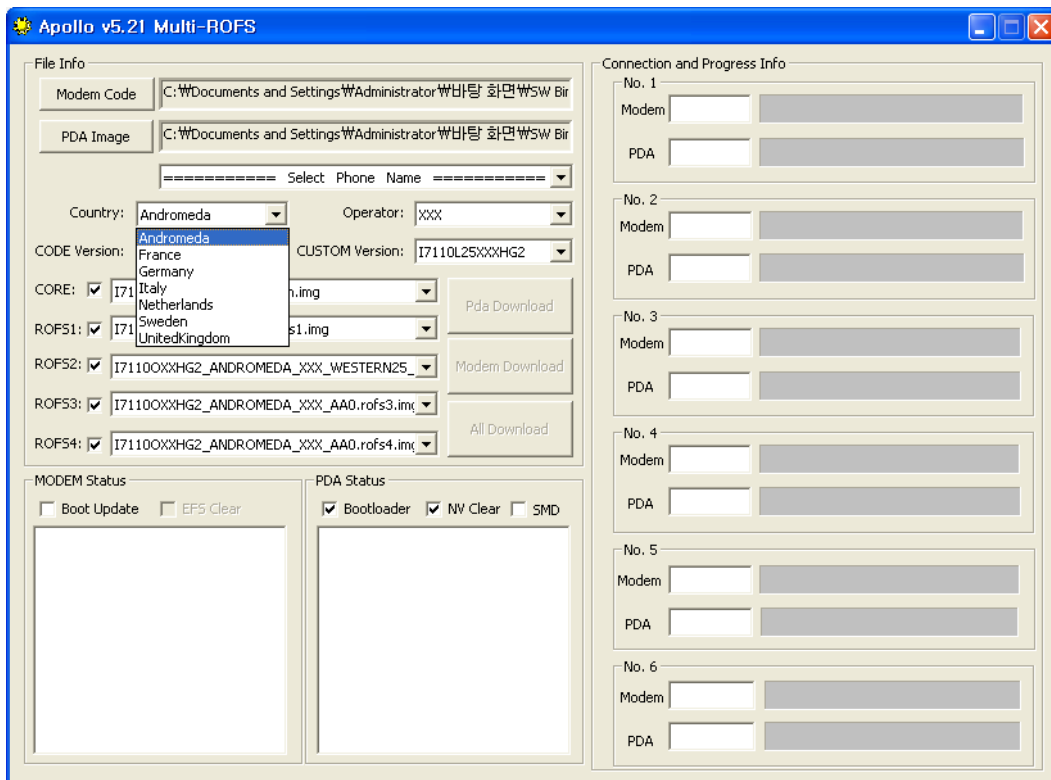 Apollo v5.21 Multi-ROFS
File Info
Modem Code
C:₩Documents and Settings₩Administrator₩바탕 화면₩SW Bir
PDA Image
C:₩Documents and Settings₩Administrator₩바탕 화면₩SW Bir
=========== Select Phone Name ===========
Country: Andromeda Operator: XXX
Andromeda
France
Germany
Italy
Netherlands
Sweden
UnitedKingdom
CODE Version: CUSTOM Version: I7110L25XXXHG2
CORE: I71 .img
ROFS1: I71 s1.img
ROFS2: I7110OXXHG2_ANDROMEDA_XXX_WESTERN25_
ROFS3: I7110OXXHG2_ANDROMEDA_XXX_AA0.rofs3.img
ROFS4: I7110OXXHG2_ANDROMEDA_XXX_AA0.rofs4.img
Pda Download
Modem Download
All Download
MODEM Status
Boot Update EFS Clear
PDA Status
Bootloader NV Clear SMD
Connection and Progress Info
No. 1
Modem
PDA
No. 2
Modem
PDA
No. 3
Modem
PDA
No. 4
Modem
PDA
No. 5
Modem
PDA
No. 6
Modem
PDA